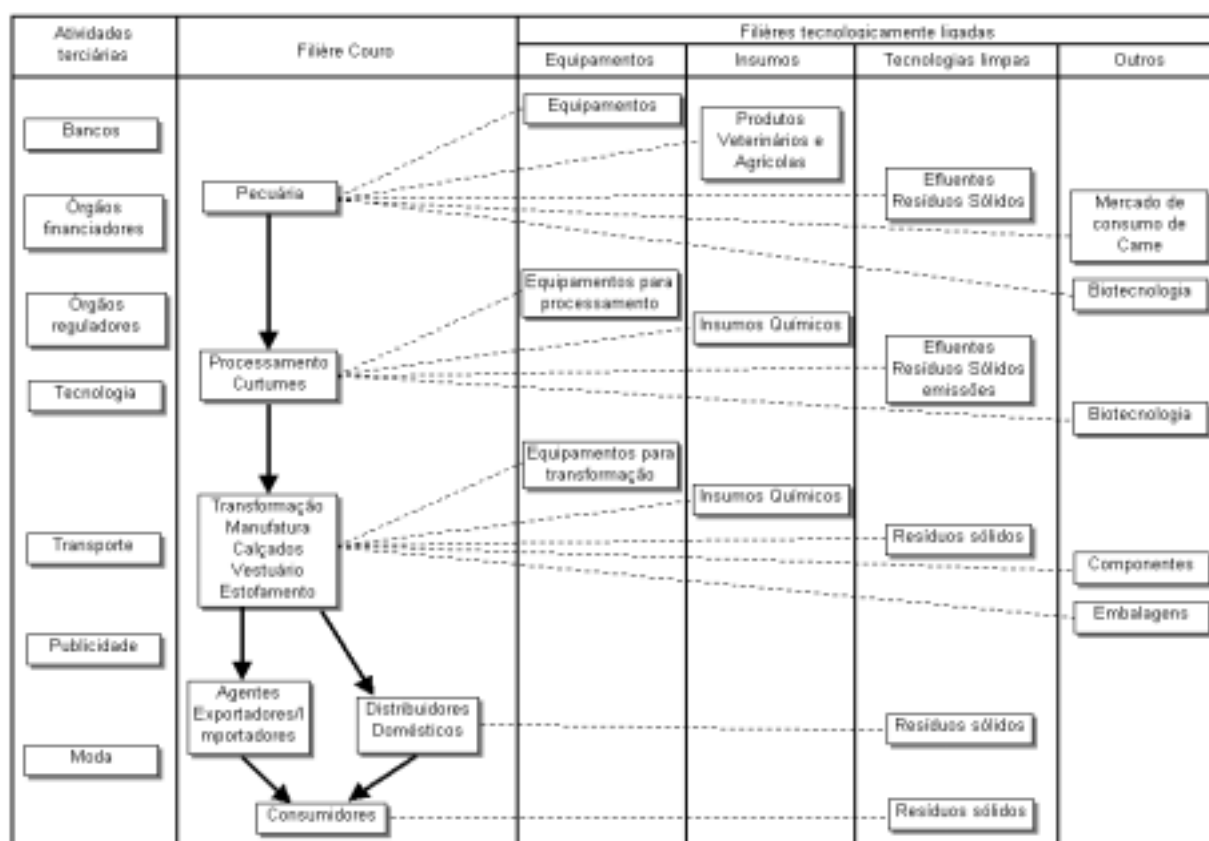 Atividades
terciárias
Filière Couro
Filières tecnologicamente ligadas
Equipamentos
Insumos
Tecnologias limpas
Outros
Bancos
Órgãos
financiadores
Órgãos
reguladores
Tecnologia
Transporte
Publicidade
Moda
Pecuária
Processamento
Curtumes
Transformação
Manufatura
Calçados
Vestuário
Estofamento
Agentes
Exportadores/I
mportadores
Distribuidores
Domésticos
Consumidores
Equipamentos
Equipamentos para
processamento
Equipamentos para
transformação
Produtos
Veterinários e
Agrícolas
Insumos Químicos
Insumos Químicos
Efluentes
Resíduos Sólidos
Efluentes
Resíduos Sólidos
emissões
Resíduos sólidos
Resíduos sólidos
Resíduos sólidos
Mercado de
consumo de
Carne
Biotecnologia
Biotecnologia
Componentes
Embalagens